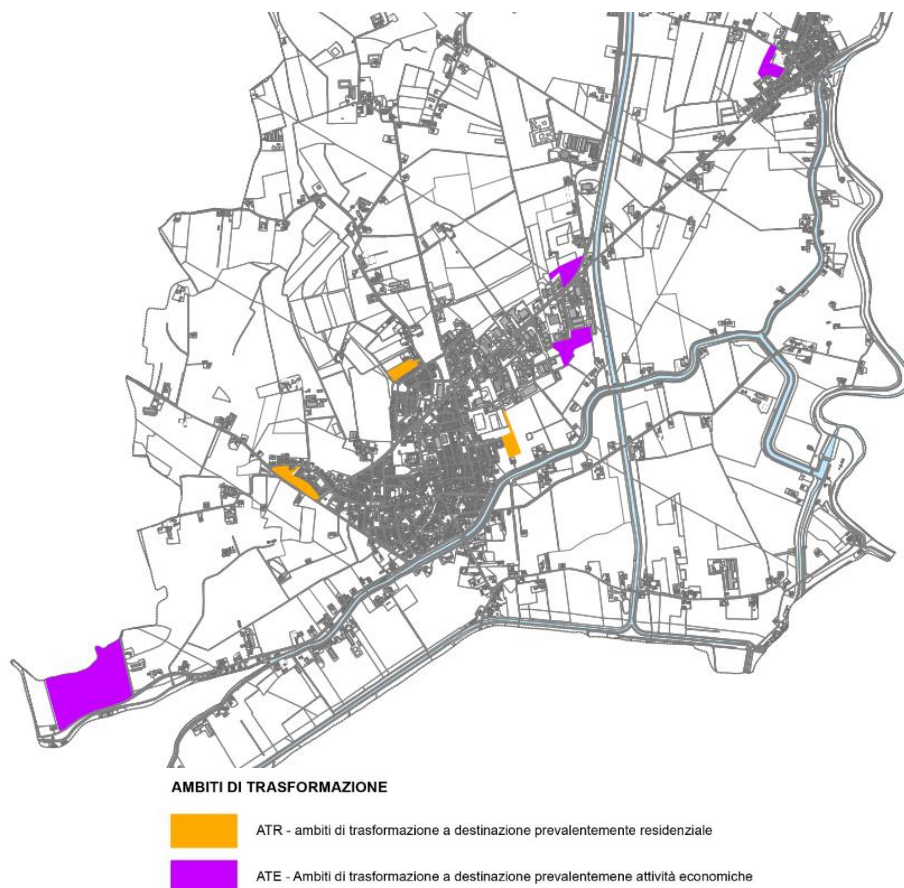 AMBITI DI TRASFORMAZIONE
ATR - ambiti di trasformazione a destinazione prevalentemente residenziale
ATE - Ambiti di trasformazione a destinazione prevalentemene attività economiche